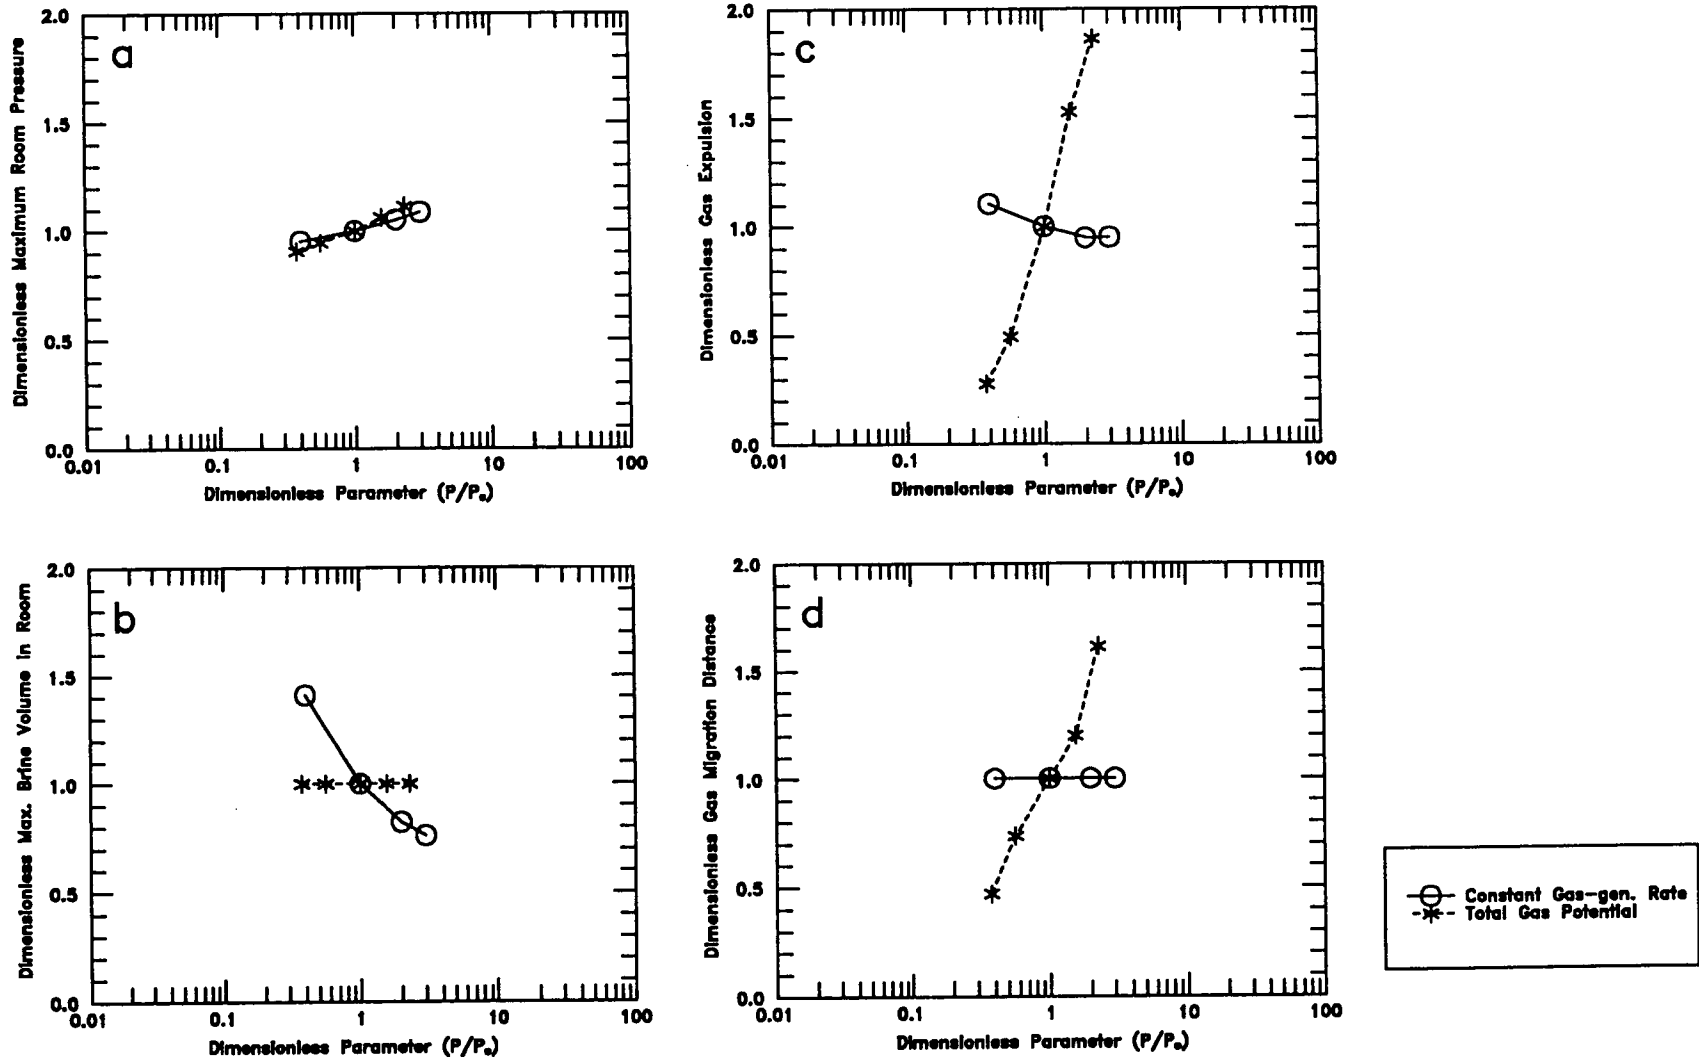 a
2.0
1.5
1.0
0.5
0.0
Dimensionless Maximum Room Pressure
0.01 0.1 1 10 100
Dimensionless Parameter (P/Pₒ)
c
2.0
1.5
1.0
0.5
0.0
Dimensionless Gas Expulsion
0.01 0.1 1 10 100
Dimensionless Parameter (P/Pₒ)
b
2.0
1.5
1.0
0.5
0.0
Dimensionless Max. Brine Volume in Room
0.01 0.1 1 10 100
Dimensionless Parameter (P/Pₒ)
d
2.0
1.5
1.0
0.5
0.0
Dimensionless Gas Migration Distance
0.01 0.1 1 10 100
Dimensionless Parameter (P/Pₒ)
Constant Gas-gen. Rate
Total Gas Potential